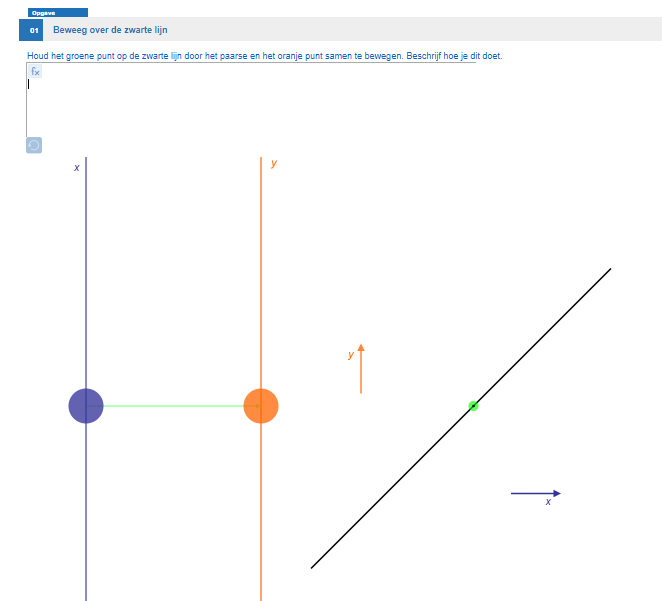 Opgave
01 Beweeg over de zwarte lijn
Houd het groene punt op de zwarte lijn door het paarse en het oranje punt samen te bewegen. Beschrijf hoe je dit doet.
fx
x
y
y
x